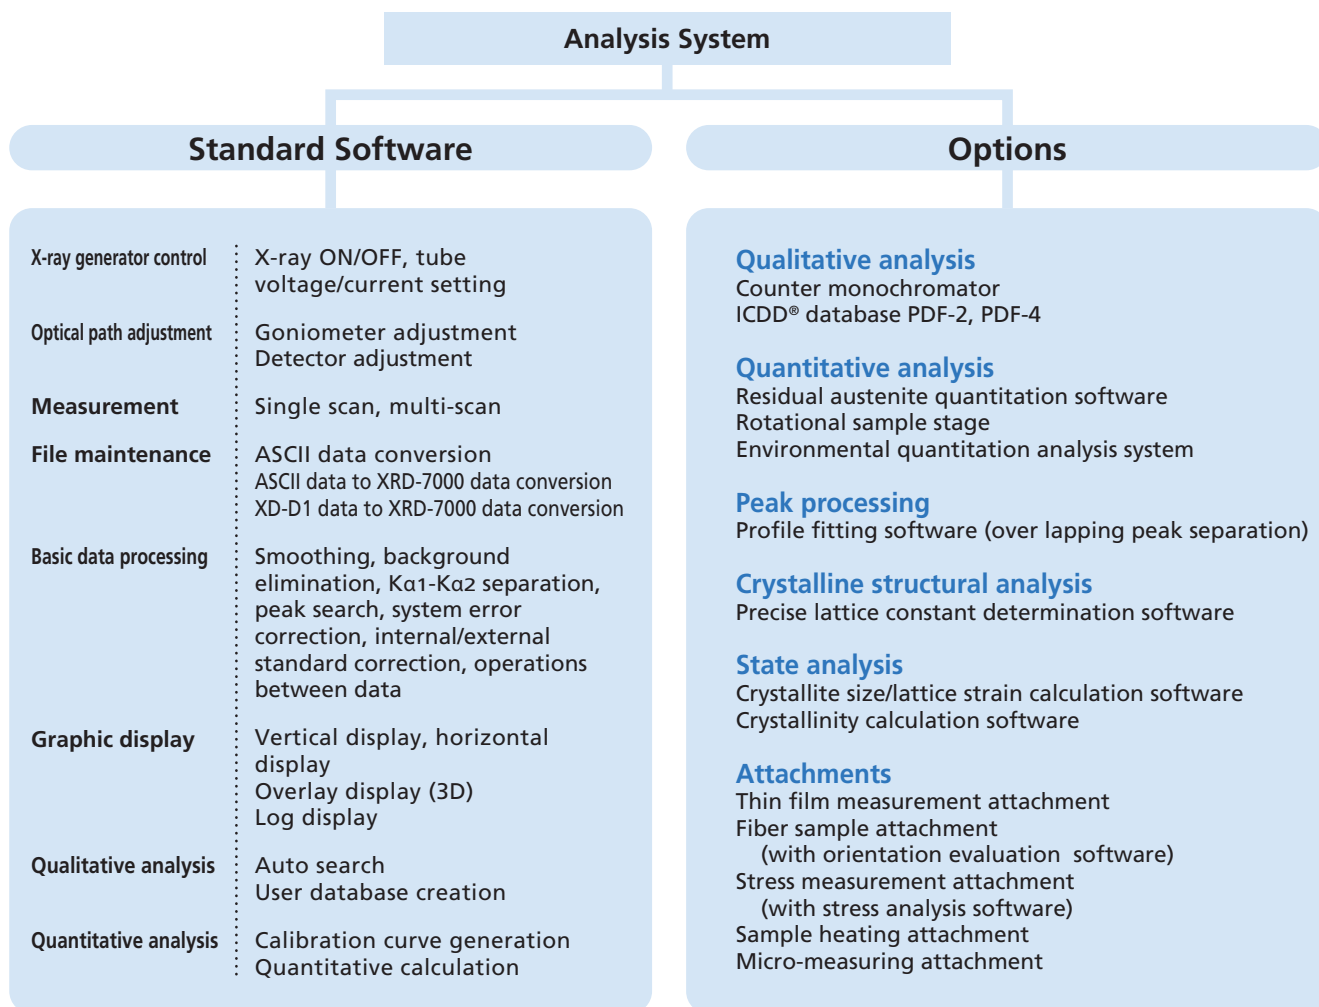 Analysis System
Standard Software
X-ray generator control
X-ray ON/OFF, tube
voltage/current setting
Optical path adjustment
Goniometer adjustment
Detector adjustment
Measurement
Single scan, multi-scan
File maintenance
ASCII data conversion
ASCII data to XRD-7000 data conversion
XD-D1 data to XRD-7000 data conversion
Basic data processing
Smoothing, background
elimination, Kα1-Kα2 separation,
peak search, system error
correction, internal/external
standard correction, operations
between data
Graphic display
Vertical display, horizontal
display
Overlay display (3D)
Log display
Qualitative analysis
Auto search
User database creation
Quantitative analysis
Calibration curve generation
Quantitative calculation
Options
Qualitative analysis
Counter monochromator
ICDD® database PDF-2, PDF-4
Quantitative analysis
Residual austenite quantitation software
Rotational sample stage
Environmental quantitation analysis system
Peak processing
Profile fitting software (over lapping peak separation)
Crystalline structural analysis
Precise lattice constant determination software
State analysis
Crystallite size/lattice strain calculation software
Crystallinity calculation software
Attachments
Thin film measurement attachment
Fiber sample attachment
(with orientation evaluation software)
Stress measurement attachment
(with stress analysis software)
Sample heating attachment
Micro-measuring attachment